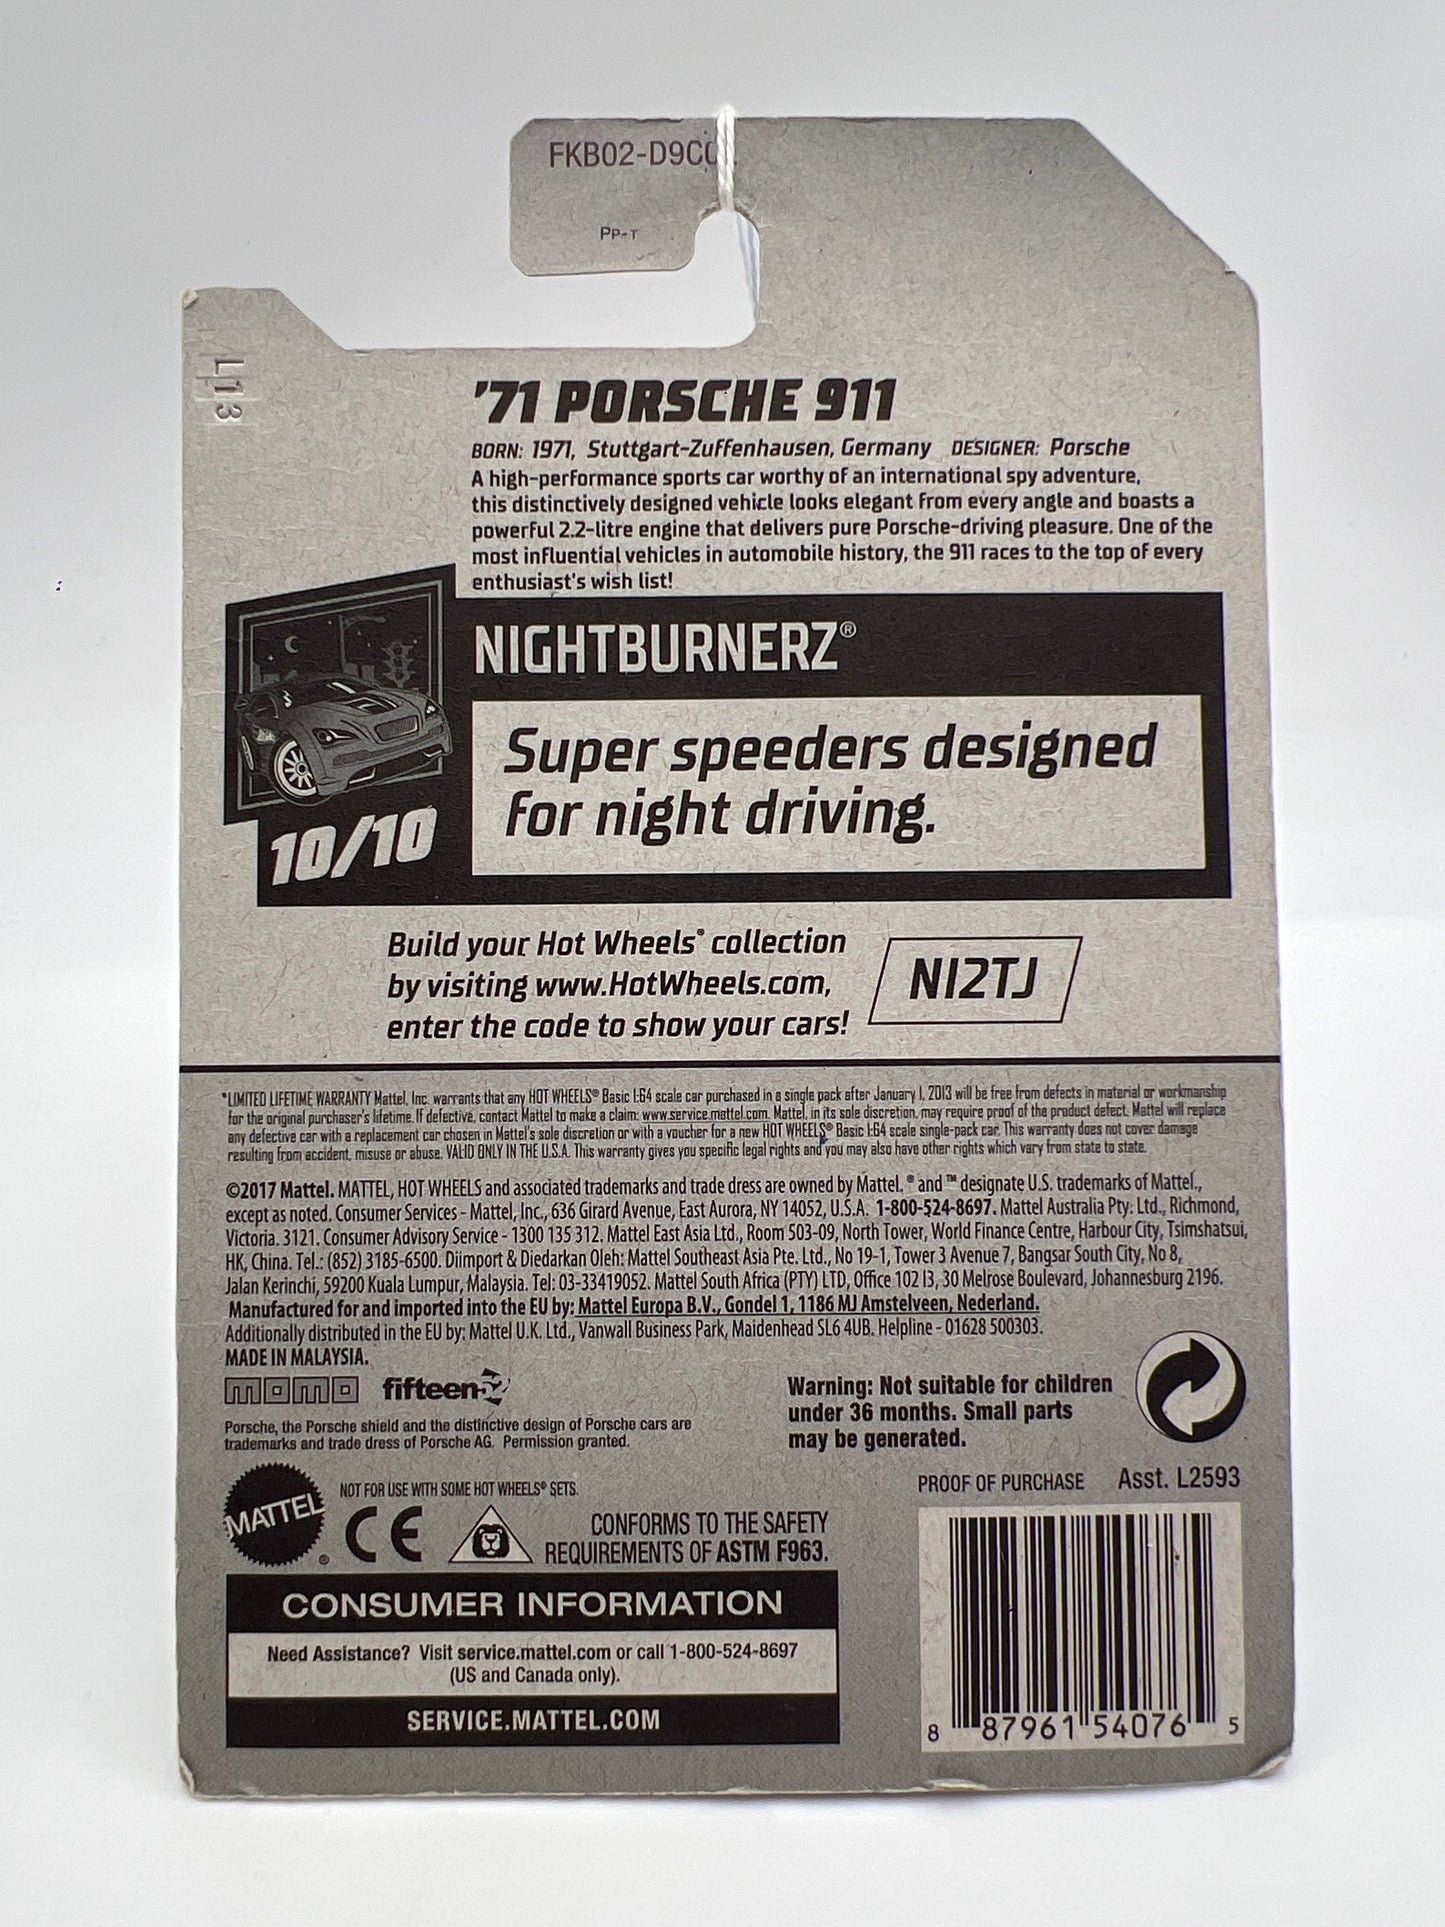 FKB02-D9C
PP-T
L13
'71 PORSCHE 911
BORN: 1971, Stuttgart-Zuffenhausen, Germany DESIGNER: Porsche
A high-performance sports car worthy of an international spy adventure,
this distinctively designed vehicle looks elegant from every angle and boasts a
powerful 2.2-litre engine that delivers pure Porsche-driving pleasure. One of the
most influential vehicles in automobile history, the 911 races to the top of every
enthusiast's wish list!
NIGHTBURNERZ®
Super speeders designed
for night driving.
10/10
Build your Hot Wheels® collection
by visiting www.HotWheels.com,
enter the code to show your cars!
NI2TJ
*LIMITED LIFETIME WARRANTY Mattel, Inc. warrants that any HOT WHEELS® Basic 1:64 scale car purchased in a single pack after January 1, 2013 will be free from defects in material or workmanship
for the original purchaser's lifetime. If defective, contact Mattel to make a claim: www.service.mattel.com. Mattel, in its sole discretion, may require proof of the product defect. Mattel will replace
any defective car with a replacement car chosen in Mattel's sole discretion or with a voucher for a new HOT WHEELS® Basic 1:64 scale single-pack car. This warranty does not cover damage
resulting from accident, misuse or abuse. VALID ONLY IN THE U.S.A. This warranty gives you specific legal rights and you may also have other rights which vary from state to state.
©2017 Mattel. MATTEL, HOT WHEELS and associated trademarks and trade dress are owned by Mattel. ® and ™ designate U.S. trademarks of Mattel.,
except as noted. Consumer Services - Mattel, Inc., 636 Girard Avenue, East Aurora, NY 14052, U.S.A. 1-800-524-8697. Mattel Australia Pty. Ltd., Richmond,
Victoria. 3121. Consumer Advisory Service - 1300 135 312. Mattel East Asia Ltd., Room 503-09, North Tower, World Finance Centre, Harbour City, Tsimshatsui,
HK, China. Tel.: (852) 3185-6500. Diimport & Diedarkan Oleh: Mattel Southeast Asia Pte. Ltd., No 19-1, Tower 3 Avenue 7, Bangsar South City, No 8,
Jalan Kerinchi, 59200 Kuala Lumpur, Malaysia. Tel: 03-33419052. Mattel South Africa (PTY) LTD, Office 102 I3, 30 Melrose Boulevard, Johannesburg 2196.
Manufactured for and imported into the EU by: Mattel Europa B.V., Gondel 1, 1186 MJ Amstelveen, Nederland.
Additionally distributed in the EU by: Mattel U.K. Ltd., Vanwall Business Park, Maidenhead SL6 4UB. Helpline - 01628 500303.
MADE IN MALAYSIA.
momo fifteen52
Warning: Not suitable for children
under 36 months. Small parts
may be generated.
Porsche, the Porsche shield and the distinctive design of Porsche cars are
trademarks and trade dress of Porsche AG. Permission granted.
MATTEL®
NOT FOR USE WITH SOME HOT WHEELS® SETS.
CE
CONFORMS TO THE SAFETY
REQUIREMENTS OF ASTM F963.
PROOF OF PURCHASE Asst. L2593
CONSUMER INFORMATION
Need Assistance? Visit service.mattel.com or call 1-800-524-8697
(US and Canada only).
SERVICE.MATTEL.COM
8 87961 54076 5